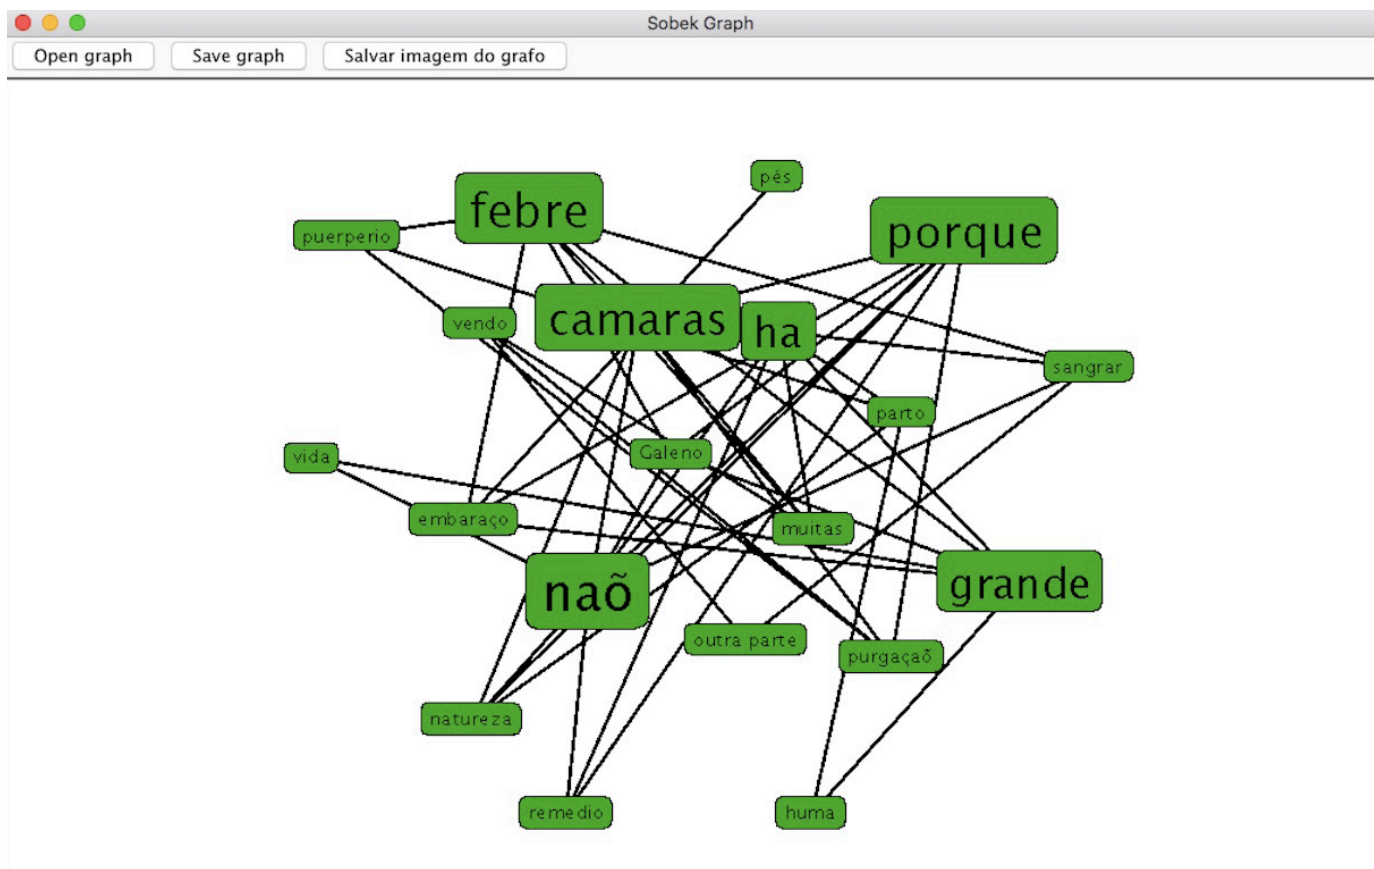 Sobek Graph
Open graph
Save graph
Salvar imagem do grafo
pés
febre
porque
puerperio
camaras
ha
vendo
sangrar
parto
Galeno
vida
embaraço
muitas
naõ
grande
outra parte
purgaçaõ
natureza
remedio
huma